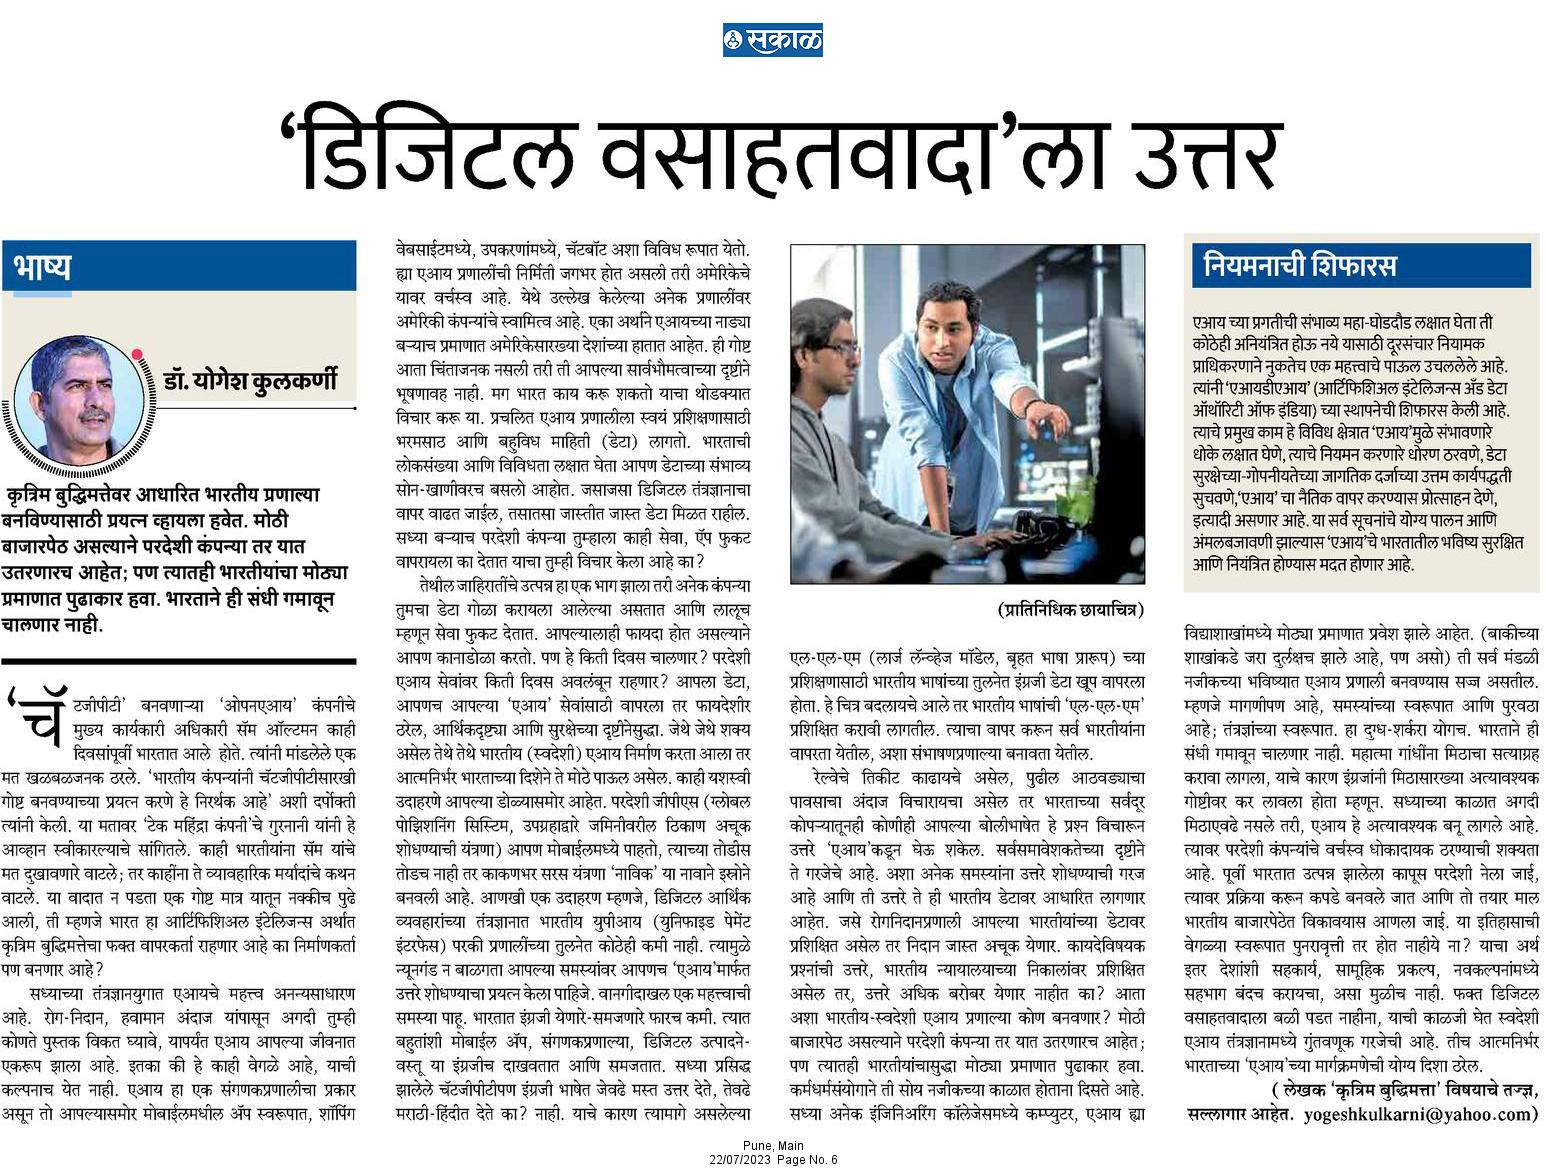 सकाळ
‘डिजिटल वसाहतवादा’ला उत्तर
भाष्य
डॉ. योगेश कुलकर्णी
कृत्रिम बुद्धिमत्तेवर आधारित भारतीय प्रणाल्या
बनविण्यासाठी प्रयत्न व्हायला हवेत. मोठी
बाजारपेठ असल्याने परदेशी कंपन्या तर यात
उतरणारच आहेत; पण त्यातही भारतीयांचा मोठ्या
प्रमाणात पुढाकार हवा. भारताने ही संधी गमावून
चालणार नाही.
‘चॅटजीपीटी’ बनवणाऱ्या ‘ओपनएआय’ कंपनीचे
मुख्य कार्यकारी अधिकारी सॅम ऑल्टमन काही
दिवसांपूर्वी भारतात आले होते. त्यांनी मांडलेले एक
मत खळबळजनक ठरले. ‘भारतीय कंपन्यांनी चॅटजीपीटीसारखी
गोष्ट बनवण्याच्या प्रयत्न करणे हे निरर्थक आहे’ अशी दर्पोक्ती
त्यांनी केली. या मतावर ‘टेक महिंद्रा कंपनी’चे गुरनानी यांनी हे
आव्हान स्वीकारल्याचे सांगितले. काही भारतीयांना सॅम यांचे
मत दुखावणारे वाटले; तर काहींना ते व्यावहारिक मर्यादांचे कथन
वाटले. या वादात न पडता एक गोष्ट मात्र यातून नक्कीच पुढे
आली, ती म्हणजे भारत हा आर्टिफिशिअल इंटेलिजन्स अर्थात
कृत्रिम बुद्धिमत्तेचा फक्त वापरकर्ता राहणार आहे का निर्माणकर्ता
पण बनणार आहे?
सध्याच्या तंत्रज्ञानयुगात एआयचे महत्त्व अनन्यसाधारण
आहे. रोग-निदान, हवामान अंदाज यांपासून अगदी तुम्ही
कोणते पुस्तक विकत घ्यावे, यापर्यंत एआय आपल्या जीवनात
एकरूप झाला आहे. इतका की हे काही वेगळे आहे, याची
कल्पनाच येत नाही. एआय हा एक संगणकप्रणालीचा प्रकार
असून तो आपल्यासमोर मोबाईलमधील ॲप स्वरूपात, शॉपिंग
वेबसाईटमध्ये, उपकरणांमध्ये, चॅटबॉट अशा विविध रूपात येतो.
ह्या एआय प्रणालींची निर्मिती जगभर होत असली तरी अमेरिकेचे
यावर वर्चस्व आहे. येथे उल्लेख केलेल्या अनेक प्रणालींवर
अमेरिकी कंपन्यांचे स्वामित्व आहे. एका अर्थाने एआयच्या नाड्या
बऱ्याच प्रमाणात अमेरिकेसारख्या देशांच्या हातात आहेत. ही गोष्ट
आता चिंताजनक नसली तरी ती आपल्या सार्वभौमत्वाच्या दृष्टीने
भूषणावह नाही. मग भारत काय करू शकतो याचा थोडक्यात
विचार करू या. प्रचलित एआय प्रणालीला स्वयं प्रशिक्षणासाठी
भरमसाठ आणि बहुविध माहिती (डेटा) लागतो. भारताची
लोकसंख्या आणि विविधता लक्षात घेता आपण डेटाच्या संभाव्य
सोन-खाणीवरच बसलो आहोत. जसाजसा डिजिटल तंत्रज्ञानाचा
वापर वाढत जाईल, तसातसा जास्तीत जास्त डेटा मिळत राहील.
सध्या बऱ्याच परदेशी कंपन्या तुम्हाला काही सेवा, ऍप फुकट
वापरायला का देतात याचा तुम्ही विचार केला आहे का?
तेथील जाहिरातींचे उत्पन्न हा एक भाग झाला तरी अनेक कंपन्या
तुमचा डेटा गोळा करायला आलेल्या असतात आणि लालूच
म्हणून सेवा फुकट देतात. आपल्यालाही फायदा होत असल्याने
आपण कानाडोळा करतो. पण हे किती दिवस चालणार? परदेशी
एआय सेवांवर किती दिवस अवलंबून राहणार? आपला डेटा,
आपणच आपल्या ‘एआय’ सेवांसाठी वापरला तर फायदेशीर
ठरेल, आर्थिकदृष्ट्या आणि सुरक्षेच्या दृष्टीनेसुद्धा. जेथे जेथे शक्य
असेल तेथे तेथे भारतीय (स्वदेशी) एआय निर्माण करता आला तर
आत्मनिर्भर भारताच्या दिशेने ते मोठे पाऊल असेल. काही यशस्वी
उदाहरणे आपल्या डोळ्यासमोर आहेत. परदेशी जीपीएस (ग्लोबल
पोझिशनिंग सिस्टिम, उपग्रहाद्वारे जमिनीवरील ठिकाण अचूक
शोधण्याची यंत्रणा) आपण मोबाईलमध्ये पाहतो, त्याच्या तोडीस
तोडच नाही तर काकणभर सरस यंत्रणा ‘नाविक’ या नावाने इस्रोने
बनवली आहे. आणखी एक उदाहरण म्हणजे, डिजिटल आर्थिक
व्यवहारांच्या तंत्रज्ञानात भारतीय युपीआय (युनिफाइड पेमेंट
इंटरफेस) परकी प्रणालींच्या तुलनेत कोठेही कमी नाही. त्यामुळे
न्यूनगंड न बाळगता आपल्या समस्यांवर आपणच ‘एआय’मार्फत
उत्तरे शोधण्याचा प्रयत्न केला पाहिजे. वानगीदाखल एक महत्त्वाची
समस्या पाहू. भारतात इंग्रजी येणारे-समजणारे फारच कमी. त्यात
बहुतांशी मोबाईल ॲप, संगणकप्रणाल्या, डिजिटल उत्पादने-
वस्तू या इंग्रजीच दाखवतात आणि समजतात. सध्या प्रसिद्ध
झालेले चॅटजीपीटीपण इंग्रजी भाषेत जेवढे मस्त उत्तर देते, तेवढे
मराठी-हिंदीत देते का? नाही. याचे कारण त्यामागे असलेल्या
(प्रातिनिधिक छायाचित्र)
एल-एल-एम (लार्ज लॅन्ग्वेज मॉडेल, बृहत भाषा प्रारूप) च्या
प्रशिक्षणासाठी भारतीय भाषांच्या तुलनेत इंग्रजी डेटा खूप वापरला
होता. हे चित्र बदलायचे आले तर भारतीय भाषांची ‘एल-एल-एम’
प्रशिक्षित करावी लागतील. त्याचा वापर करून सर्व भारतीयांना
वापरता येतील, अशा संभाषणप्रणाल्या बनावता येतील.
रेल्वेचे तिकीट काढायचे असेल, पुढील आठवड्याचा
पावसाचा अंदाज विचारायचा असेल तर भारताच्या सर्वदूर
कोपऱ्यातूनही कोणीही आपल्या बोलीभाषेत हे प्रश्न विचारून
उत्तरे ‘एआय’कडून घेऊ शकेल. सर्वसमावेशकतेच्या दृष्टीने
ते गरजेचे आहे. अशा अनेक समस्यांना उत्तरे शोधण्याची गरज
आहे आणि ती उत्तरे ते ही भारतीय डेटावर आधारित लागणार
आहेत. जसे रोगनिदानप्रणाली आपल्या भारतीयांच्या डेटावर
प्रशिक्षित असेल तर निदान जास्त अचूक येणार. कायदेविषयक
प्रश्नांची उत्तरे, भारतीय न्यायालयाच्या निकालांवर प्रशिक्षित
असेल तर, उत्तरे अधिक बरोबर येणार नाहीत का? आता
अशा भारतीय-स्वदेशी एआय प्रणाल्या कोण बनवणार? मोठी
बाजारपेठ असल्याने परदेशी कंपन्या तर यात उतरणारच आहेत;
पण त्यातही भारतीयांचासुद्धा मोठ्या प्रमाणात पुढाकार हवा.
कर्मधर्मसंयोगाने ती सोय नजीकच्या काळात होताना दिसते आहे.
सध्या अनेक इंजिनिअरिंग कॉलेजेसमध्ये कम्प्युटर, एआय ह्या
नियमनाची शिफारस
एआय च्या प्रगतीची संभाव्य महा-घोडदौड लक्षात घेता ती
कोठेही अनियंत्रित होऊ नये यासाठी दूरसंचार नियामक
प्राधिकरणाने नुकतेच एक महत्त्वाचे पाऊल उचललेले आहे.
त्यांनी ‘एआयडीएआय’ (आर्टिफिशिअल इंटेलिजन्स अँड डेटा
ऑथॉरिटी ऑफ इंडिया) च्या स्थापनेची शिफारस केली आहे.
त्याचे प्रमुख काम हे विविध क्षेत्रात ‘एआय’मुळे संभावणारे
धोके लक्षात घेणे, त्याचे नियमन करणारे धोरण ठरवणे, डेटा
सुरक्षेच्या-गोपनीयतेच्या जागतिक दर्जाच्या उत्तम कार्यपद्धती
सुचवणे,‘एआय’ चा नैतिक वापर करण्यास प्रोत्साहन देणे,
इत्यादी असणार आहे. या सर्व सूचनांचे योग्य पालन आणि
अंमलबजावणी झाल्यास ‘एआय’चे भारतातील भविष्य सुरक्षित
आणि नियंत्रित होण्यास मदत होणार आहे.
विद्याशाखांमध्ये मोठ्या प्रमाणात प्रवेश झाले आहेत. (बाकीच्या
शाखांकडे जरा दुर्लक्षच झाले आहे, पण असो) ती सर्व मंडळी
नजीकच्या भविष्यात एआय प्रणाली बनवण्यास सज्ज असतील.
म्हणजे मागणीपण आहे, समस्यांच्या स्वरूपात आणि पुरवठा
आहे; तंत्रज्ञांच्या स्वरूपात. हा दुग्ध-शर्करा योगच. भारताने ही
संधी गमावून चालणार नाही. महात्मा गांधींना मिठाचा सत्याग्रह
करावा लागला, याचे कारण इंग्रजांनी मिठासारख्या अत्यावश्यक
गोष्टीवर कर लावला होता म्हणून. सध्याच्या काळात अगदी
मिठाएवढे नसले तरी, एआय हे अत्यावश्यक बनू लागले आहे.
त्यावर परदेशी कंपन्यांचे वर्चस्व धोकादायक ठरण्याची शक्यता
आहे. पूर्वी भारतात उत्पन्न झालेला कापूस परदेशी नेला जाई,
त्यावर प्रक्रिया करून कपडे बनवले जात आणि तो तयार माल
भारतीय बाजारपेठेत विकावयास आणला जाई. या इतिहासाची
वेगळ्या स्वरूपात पुनरावृत्ती तर होत नाहीये ना? याचा अर्थ
इतर देशांशी सहकार्य, सामूहिक प्रकल्प, नवकल्पनांमध्ये
सहभाग बंदच करायचा, असा मुळीच नाही. फक्त डिजिटल
वसाहतवादाला बळी पडत नाहीना, याची काळजी घेत स्वदेशी
एआय तंत्रज्ञानामध्ये गुंतवणूक गरजेची आहे. तीच आत्मनिर्भर
भारताच्या ‘एआय’च्या मार्गक्रमणेची योग्य दिशा ठरेल.
( लेखक ‘कृत्रिम बुद्धिमत्ता’ विषयाचे तज्ज्ञ,
सल्लागार आहेत. yogeshkulkarni@yahoo.com)
Pune, Main
22/07/2023 Page No. 6